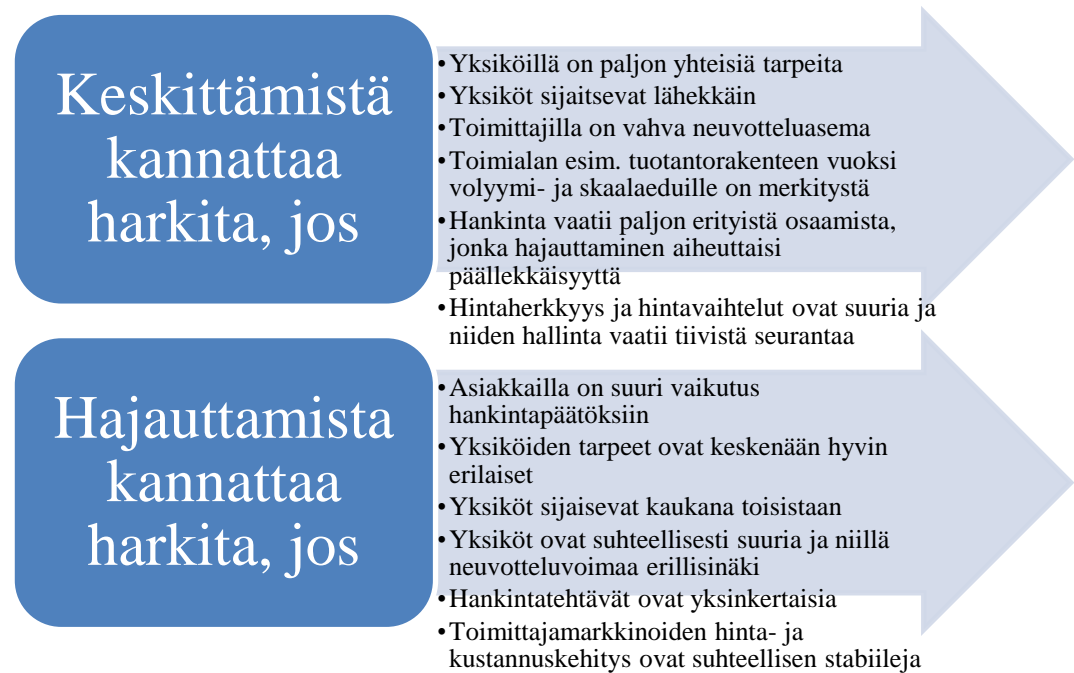 Keskittämistä
kannattaa
harkita, jos
•Yksiköillä on paljon yhteisiä tarpeita
•Yksiköt sijaitsevat lähekkäin
•Toimittajilla on vahva neuvotteluasema
•Toimialan esim. tuotantorakenteen vuoksi
volyymi- ja skaalaeduille on merkitystä
•Hankinta vaatii paljon erityistä osaamista,
jonka hajauttaminen aiheuttaisi
päällekkäisyyttä
•Hintaherkkyys ja hintavaihtelut ovat suuria ja
niiden hallinta vaatii tiivistä seurantaa
Hajauttamista
kannattaa
harkita, jos
•Asiakkailla on suuri vaikutus
hankintapäätöksiin
•Yksiköiden tarpeet ovat keskenään hyvin
erilaiset
•Yksiköt sijaisevat kaukana toisistaan
•Yksiköt ovat suhteellisesti suuria ja niillä
neuvotteluvoimaa erillisinäki
•Hankintatehtävät ovat yksinkertaisia
•Toimittajamarkkinoiden hinta- ja
kustannuskehitys ovat suhteellisen stabiileja